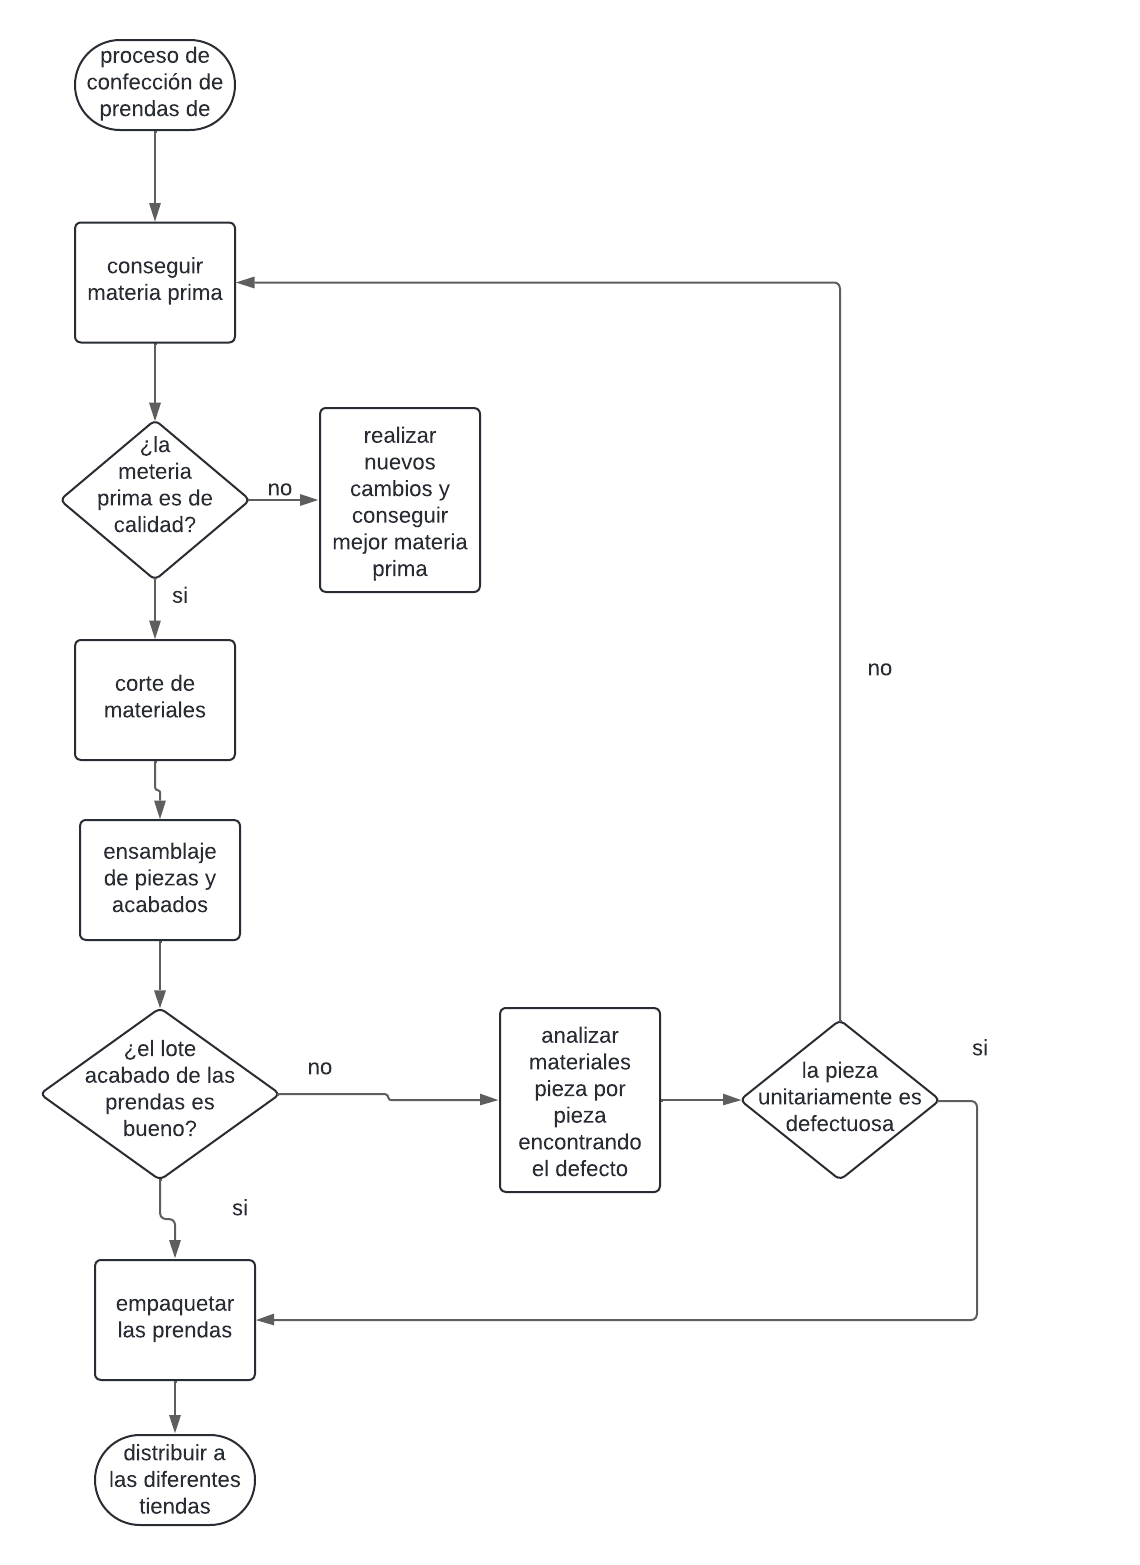 proceso de
confección de
prendas de
conseguir
materia prima
¿la
meteria
prima es de
calidad?
no
realizar
nuevos
cambios y
conseguir
mejor materia
prima
si
corte de
materiales
no
ensamblaje
de piezas y
acabados
¿el lote
acabado de las
prendas es
bueno?
no
analizar
materiales
pieza por
pieza
encontrando
el defecto
la pieza
unitariamente es
defectuosa
si
si
empaquetar
las prendas
distribuir a
las diferentes
tiendas